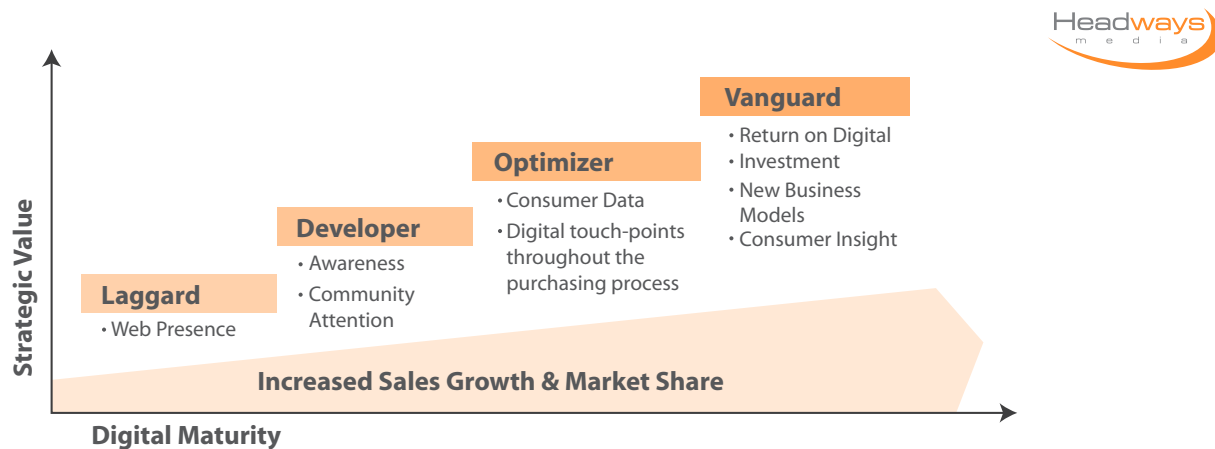 Headways
media
Vanguard
• Return on Digital
• Investment
• New Business
Models
• Consumer Insight
Optimizer
• Consumer Data
• Digital touch-points
throughout the
purchasing process
Developer
• Awareness
• Community
Attention
Laggard
• Web Presence
Strategic Value
Increased Sales Growth & Market Share
Digital Maturity